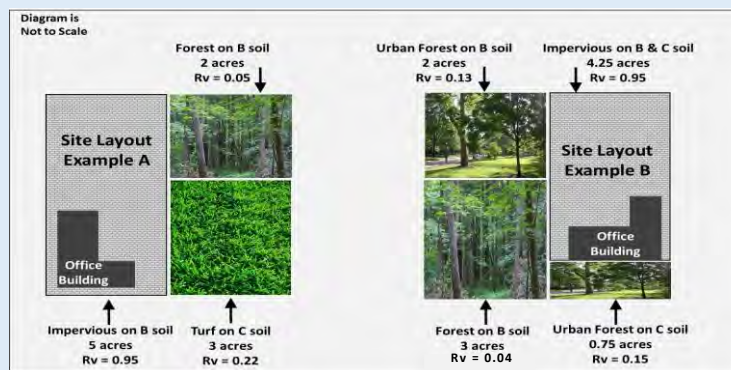 Diagram is
Not to Scale
Forest on B soil
2 acres
Rv = 0.05
Urban Forest on B soil
2 acres
Rv = 0.13
Impervious on B & C soil
4.25 acres
Rv = 0.95
Site Layout
Example A
Office
Building
Site Layout
Example B
Office
Building
Impervious on B soil
5 acres
Rv = 0.95
Turf on C soil
3 acres
Rv = 0.22
Forest on B soil
3 acres
Rv = 0.04
Urban Forest on C soil
0.75 acres
Rv = 0.15